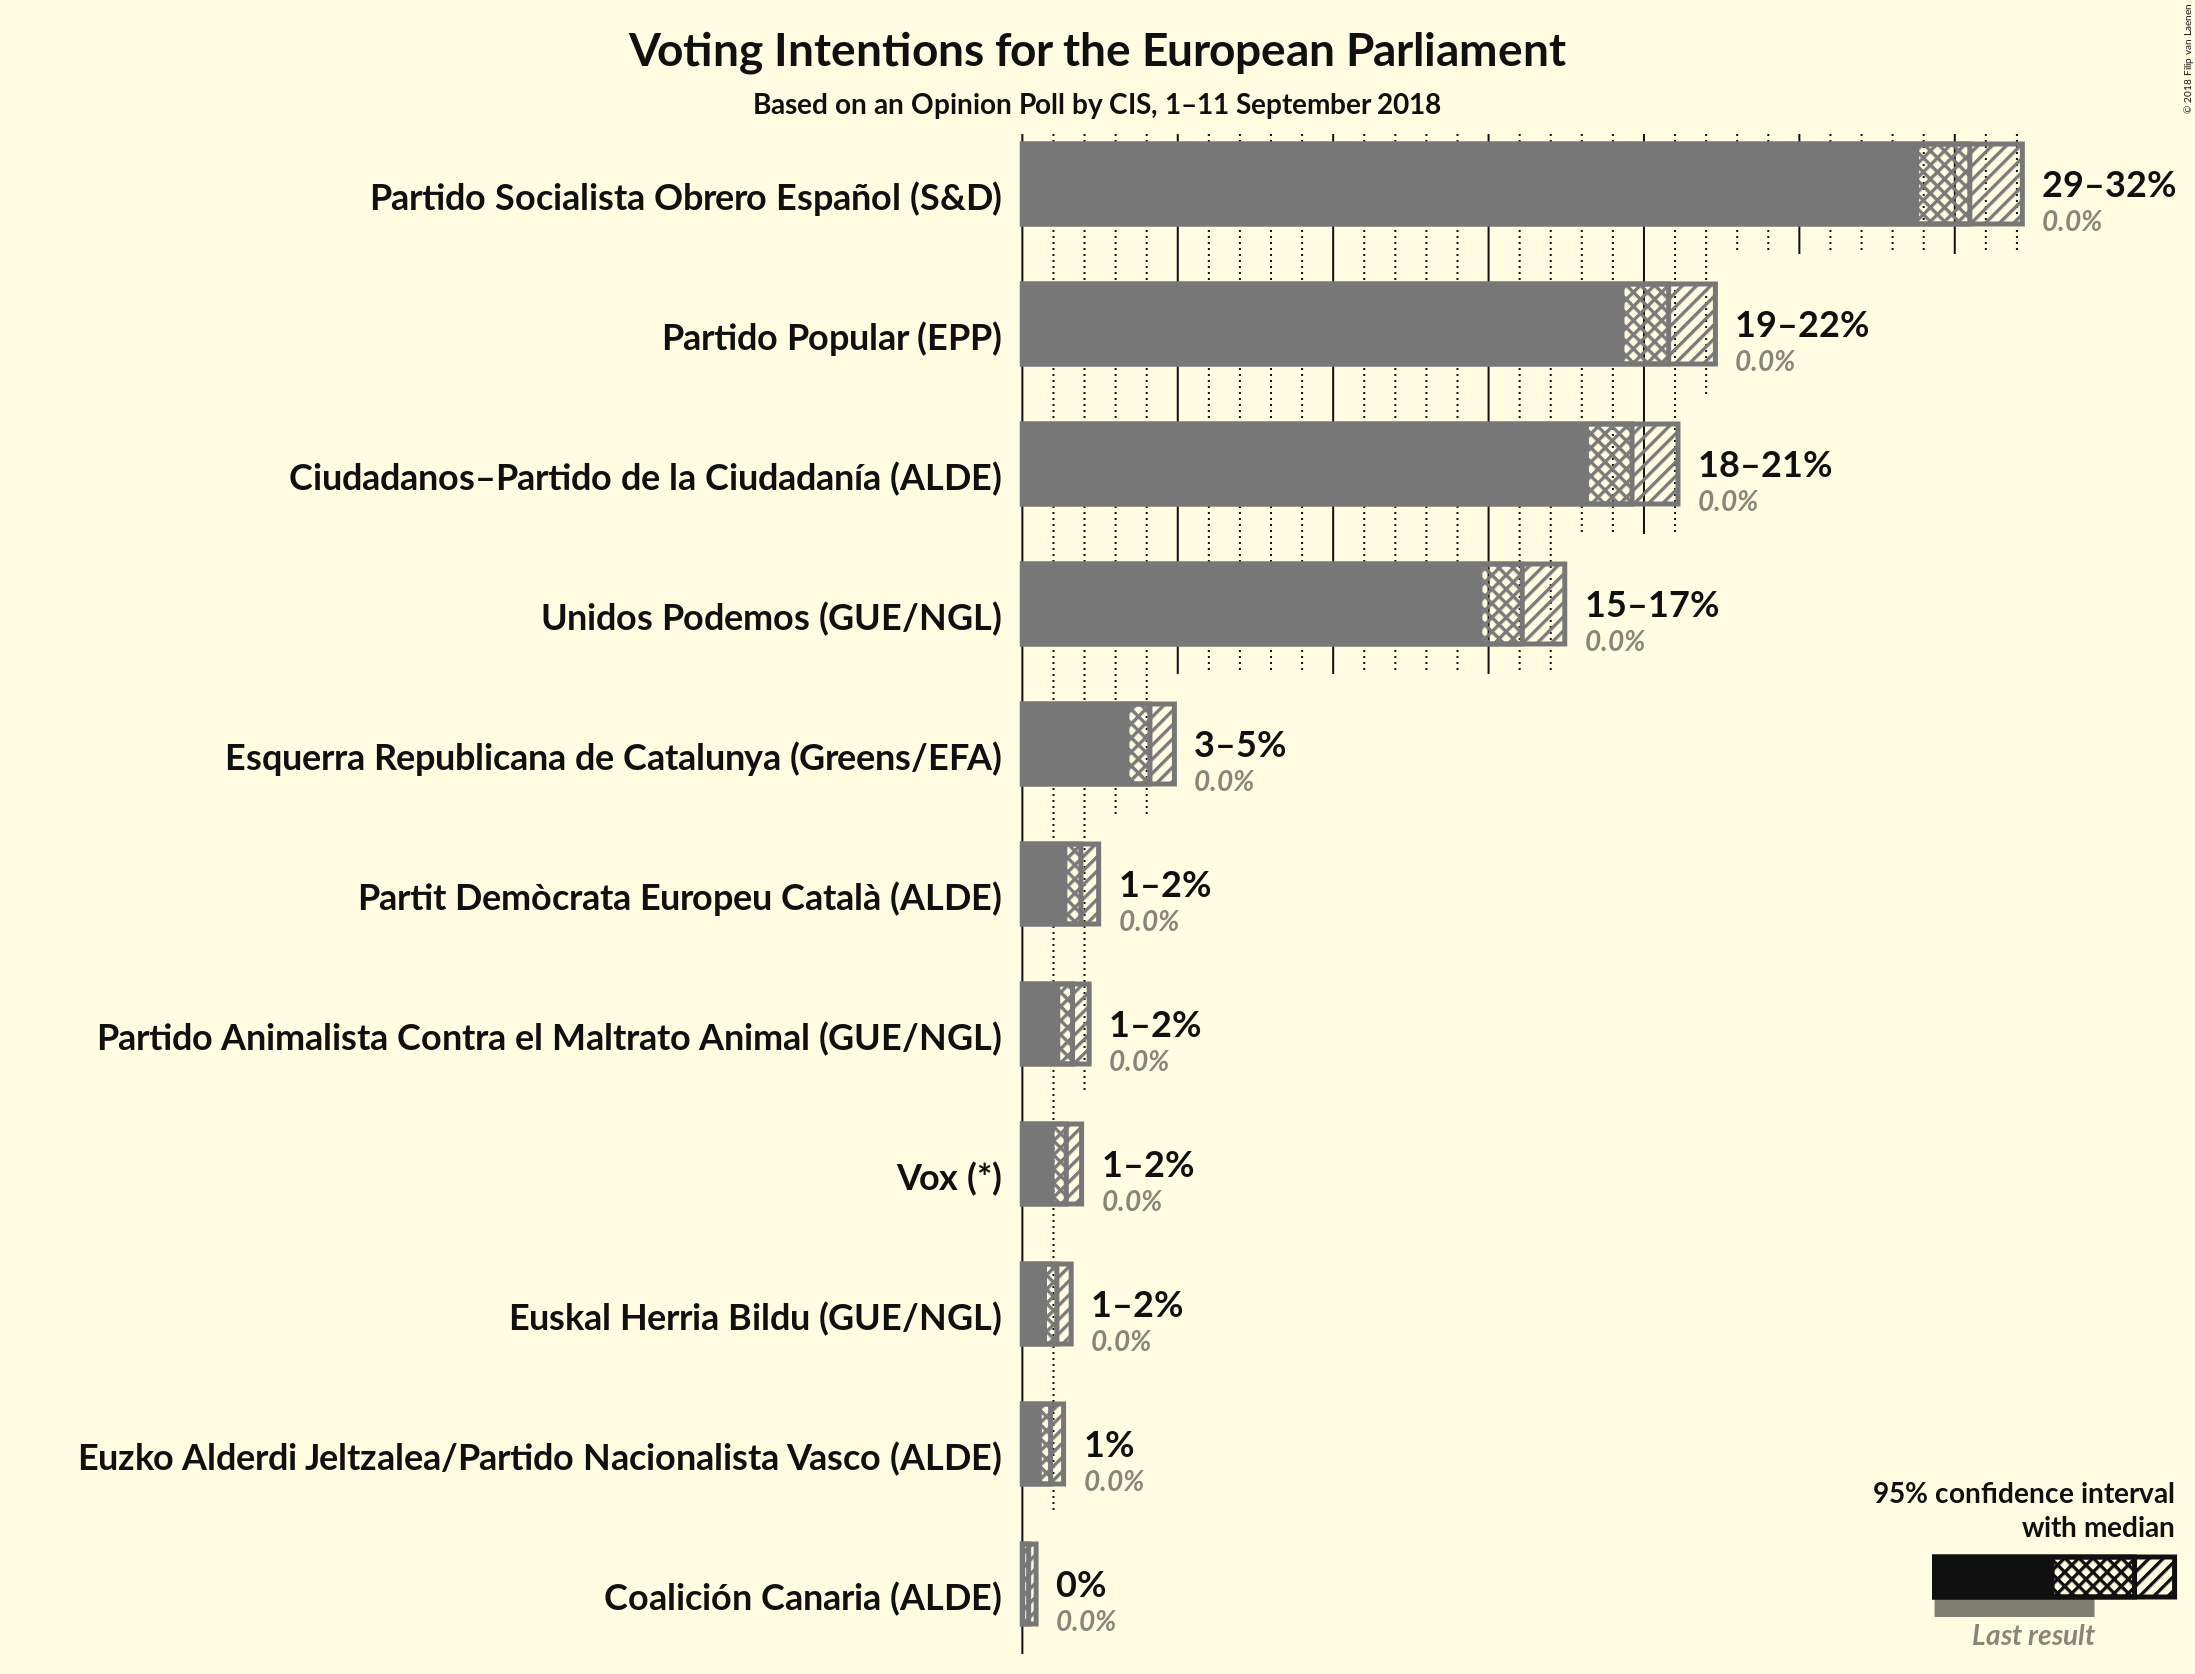 Voting Intentions for the European Parliament
Based on an Opinion Poll by CIS, 1–11 September 2018
© 2018 Filip van Laenen
Partido Socialista Obrero Español (S&D)
29–32%
0.0%
Partido Popular (EPP)
19–22%
0.0%
Ciudadanos–Partido de la Ciudadanía (ALDE)
18–21%
0.0%
Unidos Podemos (GUE/NGL)
15–17%
0.0%
Esquerra Republicana de Catalunya (Greens/EFA)
3–5%
0.0%
Partit Demòcrata Europeu Català (ALDE)
1–2%
0.0%
Partido Animalista Contra el Maltrato Animal (GUE/NGL)
1–2%
0.0%
Vox (*)
1–2%
0.0%
Euskal Herria Bildu (GUE/NGL)
1–2%
0.0%
Euzko Alderdi Jeltzalea/Partido Nacionalista Vasco (ALDE)
1%
0.0%
Coalición Canaria (ALDE)
0%
0.0%
95% confidence interval
with median
Last result